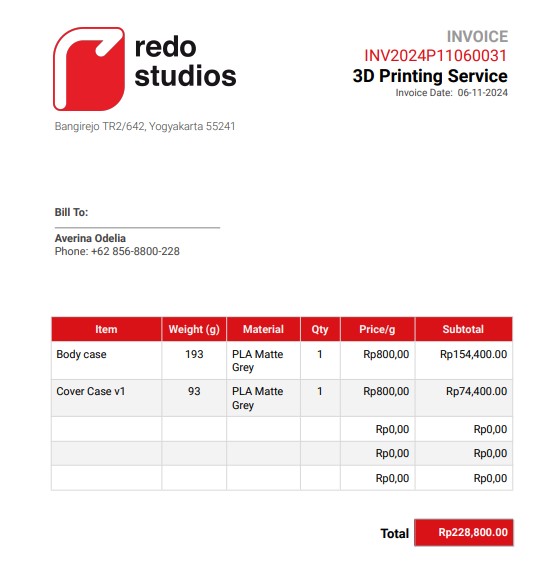 redo
studios
Bangirejo TR2/642, Yogyakarta 55241
INVOICE
INV2024P11060031
3D Printing Service
Invoice Date: 06-11-2024
Bill To:
Averina Odelia
Phone: +62 856-8800-228
Item Weight (g) Material Qty Price/g Subtotal
Body case 193 PLA Matte Grey 1 Rp800,00 Rp154,400.00
Cover Case v1 93 PLA Matte Grey 1 Rp800,00 Rp74,400.00
Rp0,00 Rp0,00
Rp0,00 Rp0,00
Rp0,00 Rp0,00
Total Rp228,800.00